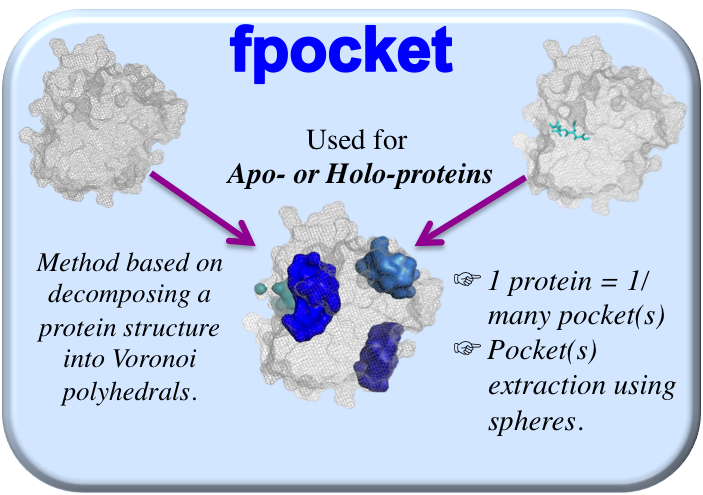 fpocket
Used for
Apo- or Holo-proteins
Method based on
decomposing a
protein structure
into Voronoi
polyhedrals.
☞ 1 protein = 1/
many pocket(s)
☞ Pocket(s)
extraction using
spheres.